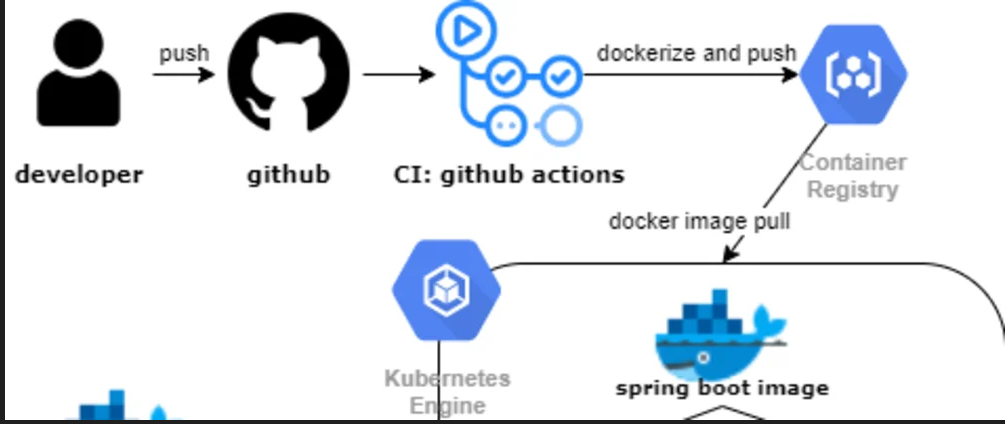 push
dockerize and push
developer
github
CI: github actions
Container
Registry
docker image pull
Kubernetes
Engine
spring boot image